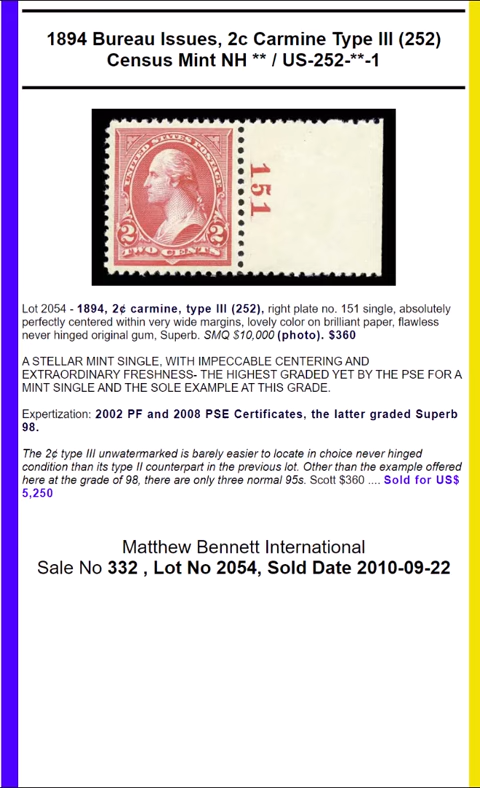 1894 Bureau Issues, 2c Carmine Type III (252)
Census Mint NH ** / US-252-**-1
UNITED STATES POSTAGE
151
2 2
TWO CENTS
Lot 2054 - 1894, 2¢ carmine, type III (252), right plate no. 151 single, absolutely
perfectly centered within very wide margins, lovely color on brilliant paper, flawless
never hinged original gum, Superb. SMQ $10,000 (photo). $360
A STELLAR MINT SINGLE, WITH IMPECCABLE CENTERING AND
EXTRAORDINARY FRESHNESS- THE HIGHEST GRADED YET BY THE PSE FOR A
MINT SINGLE AND THE SOLE EXAMPLE AT THIS GRADE.
Expertization: 2002 PF and 2008 PSE Certificates, the latter graded Superb
98.
The 2¢ type III unwatermarked is barely easier to locate in choice never hinged
condition than its type II counterpart in the previous lot. Other than the example offered
here at the grade of 98, there are only three normal 95s. Scott $360 .... Sold for US$
5,250
Matthew Bennett International
Sale No 332 , Lot No 2054, Sold Date 2010-09-22